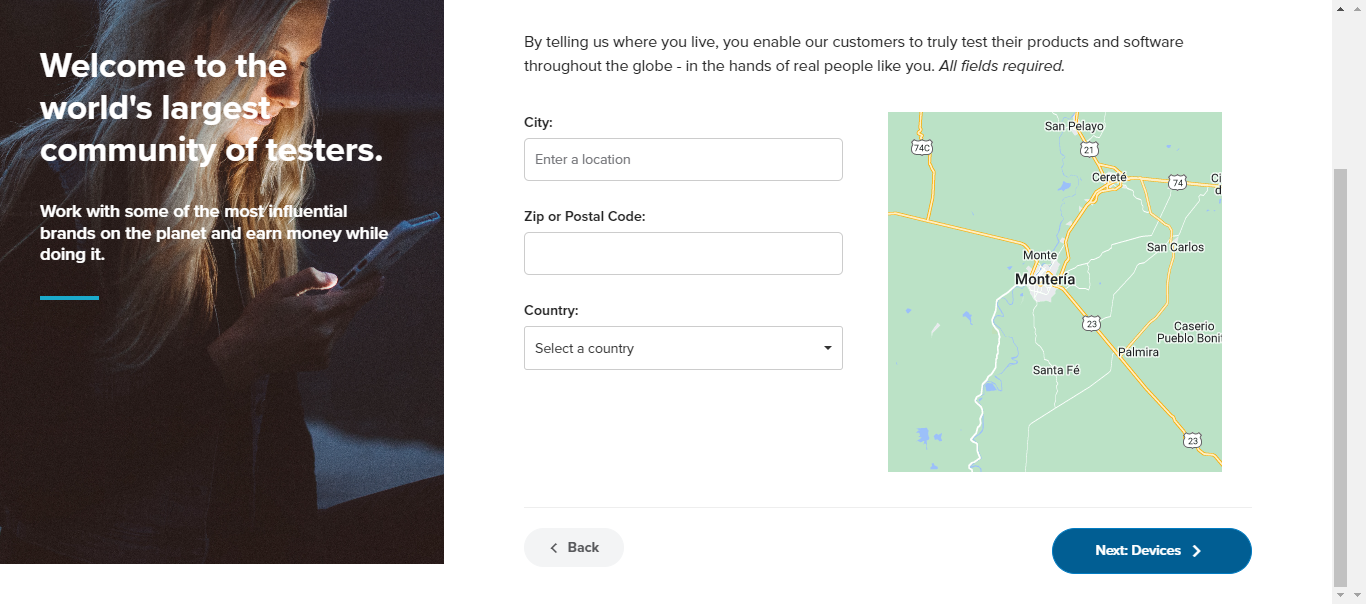 Welcome to the
world's largest
community of testers.
Work with some of the most influential
brands on the planet and earn money while
doing it.
By telling us where you live, you enable our customers to truly test their products and software
throughout the globe - in the hands of real people like you. All fields required.
City:
Enter a location
Zip or Postal Code:
Country:
Select a country
San Pelayo
74C
21
Cereté
74
San Carlos
Monte
Montería
23
Caserio
Pueblo Boni
Palmira
Santa Fé
23
Back
Next: Devices